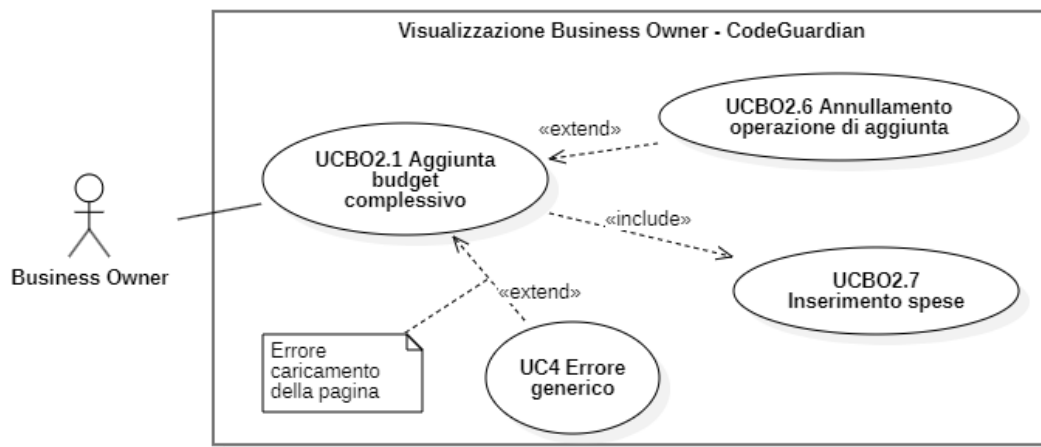 Visualizzazione Business Owner - CodeGuardian
UCBO2.6 Annullamento
operazione di aggiunta
«extend»
UCBO2.1 Aggiunta
budget
complessivo
«include»
Business Owner
UCBO2.7
Inserimento spese
«extend»
Errore
caricamento
della pagina
UC4 Errore
generico